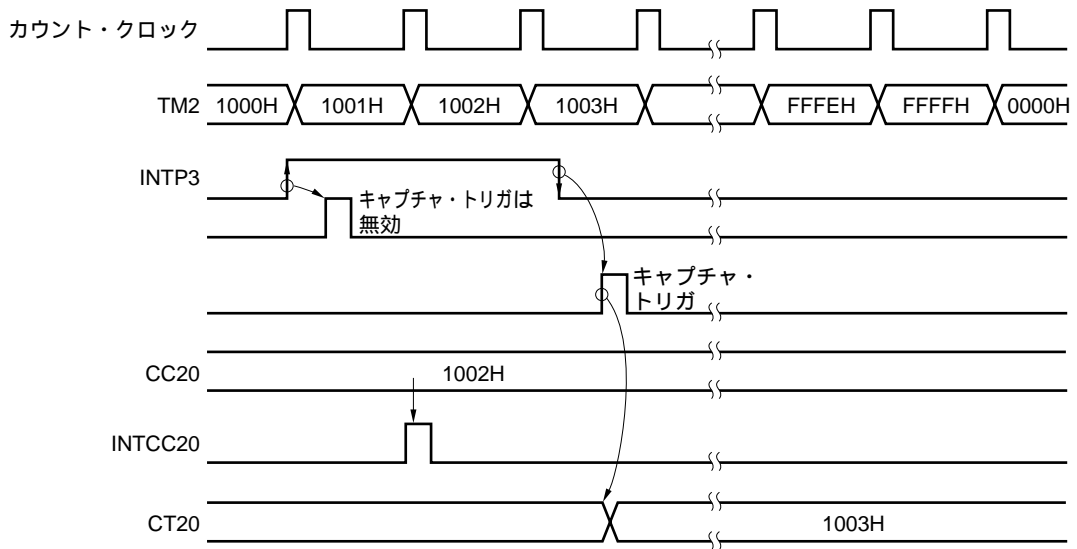 カウント・クロック
TM2 1000H 1001H 1002H 1003H FFFEH FFFFH 0000H
INTP3
キャプチャ・トリガは
無効
キャプチャ・
トリガ
CC20 1002H
INTCC20
CT20 1003H